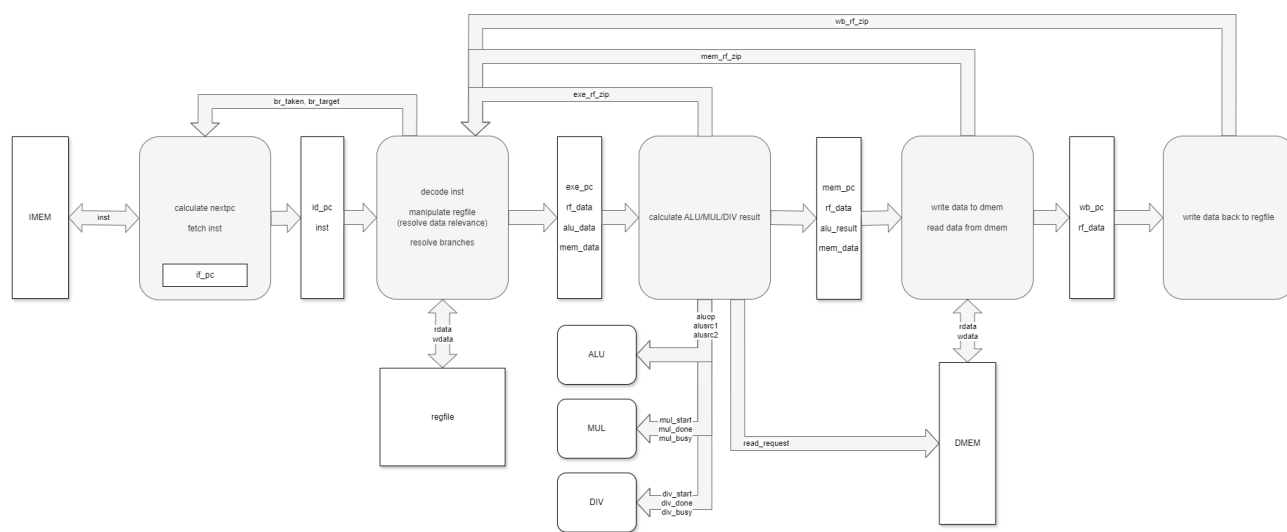 wb_rf_zip
mem_rf_zip
exe_rf_zip
br_taken, br_target
IMEM
inst
calculate nextpc
fetch inst
if_pc
id_pc
inst
decode inst
manipulate regfile
(resolve data relevance)
resolve branches
exe_pc
rf_data
alu_data
mem_data
calculate ALU/MUL/DIV result
mem_pc
rf_data
alu_result
mem_data
write data to dmem
read data from dmem
wb_pc
rf_data
write data back to regfile
rdata
wdata
regfile
aluop
alusrc1
alusrc2
ALU
mul_start
mul_done
mul_busy
MUL
div_start
div_done
div_busy
DIV
read_request
rdata
wdata
DMEM